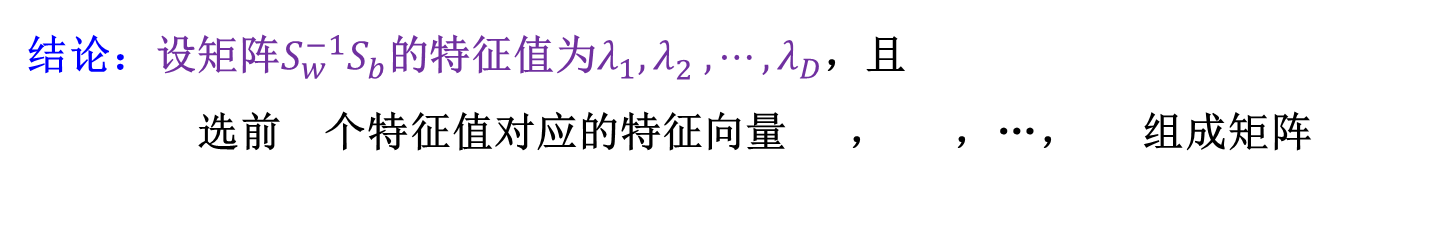 结论：设矩阵$S_w^{-1}S_b$的特征值为$\lambda_1,\lambda_2,\cdots,\lambda_D$，且
选前 个特征值对应的特征向量 ， ，…， 组成矩阵